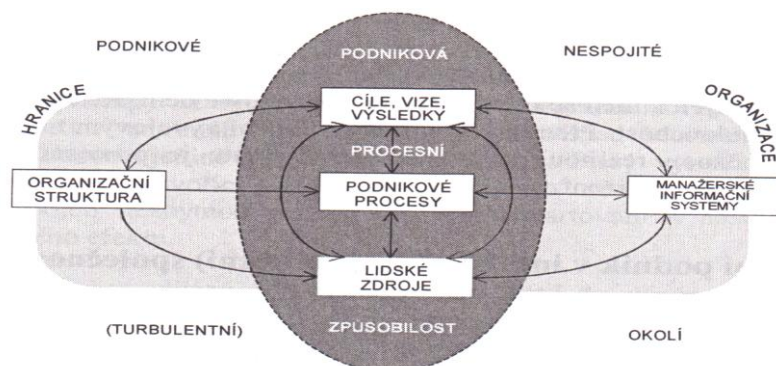 PODNIKOVÉ PODNIKOVÁ NESPOJITÉ
HRANICE
ORGANIZACE
CÍLE, VIZE,
VÝSLEDKY
PROCESNÍ
ORGANIZAČNÍ
STRUKTURA
PODNIKOVÉ
PROCESY
MANAŽERSKÉ
INFORMAČNÍ
SYSTEMY
LIDSKÉ
ZDROJE
(TURBULENTNÍ) ZPŮSOBILOST OKOLÍ